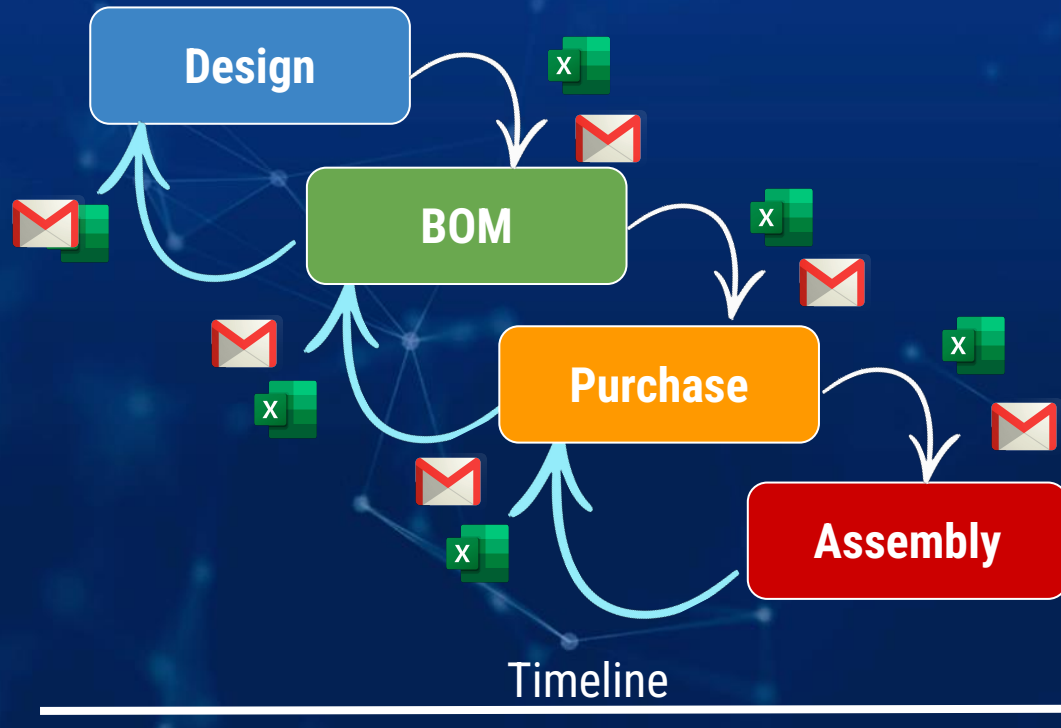 Design
X
BOM
X
Purchase
X
X
Assembly
X
Timeline